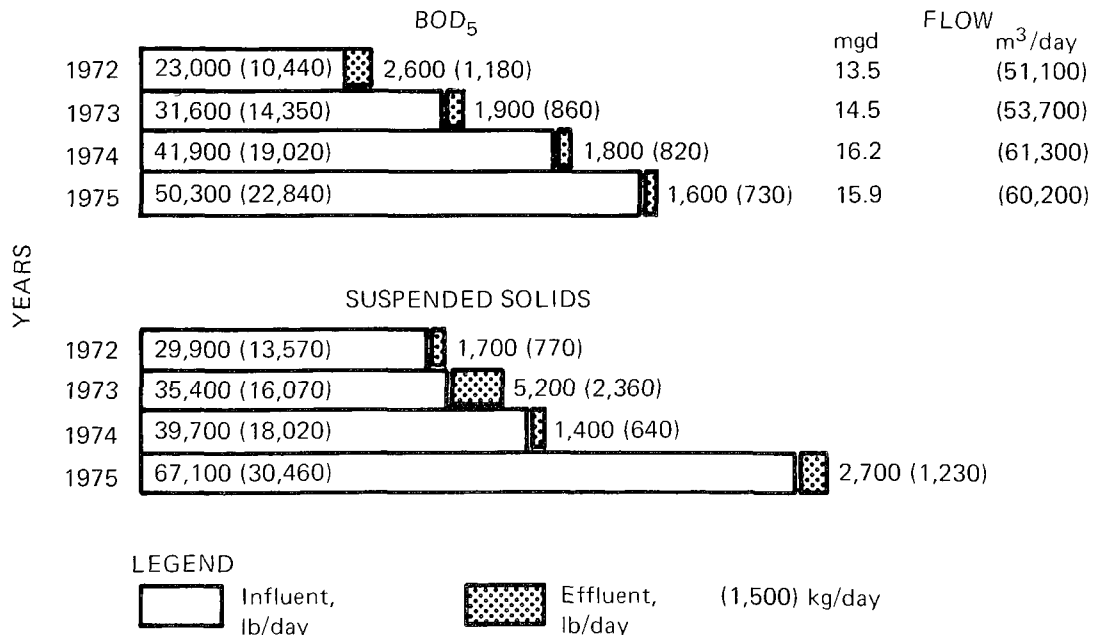 BOD5 FLOW
mgd m3/day
1972 23,000 (10,440) 2,600 (1,180) 13.5 (51,100)
1973 31,600 (14,350) 1,900 (860) 14.5 (53,700)
1974 41,900 (19,020) 1,800 (820) 16.2 (61,300)
1975 50,300 (22,840) 1,600 (730) 15.9 (60,200)
YEARS
SUSPENDED SOLIDS
1972 29,900 (13,570) 1,700 (770)
1973 35,400 (16,070) 5,200 (2,360)
1974 39,700 (18,020) 1,400 (640)
1975 67,100 (30,460) 2,700 (1,230)
LEGEND
Influent, Effluent, (1,500) kg/day
lb/day lb/day